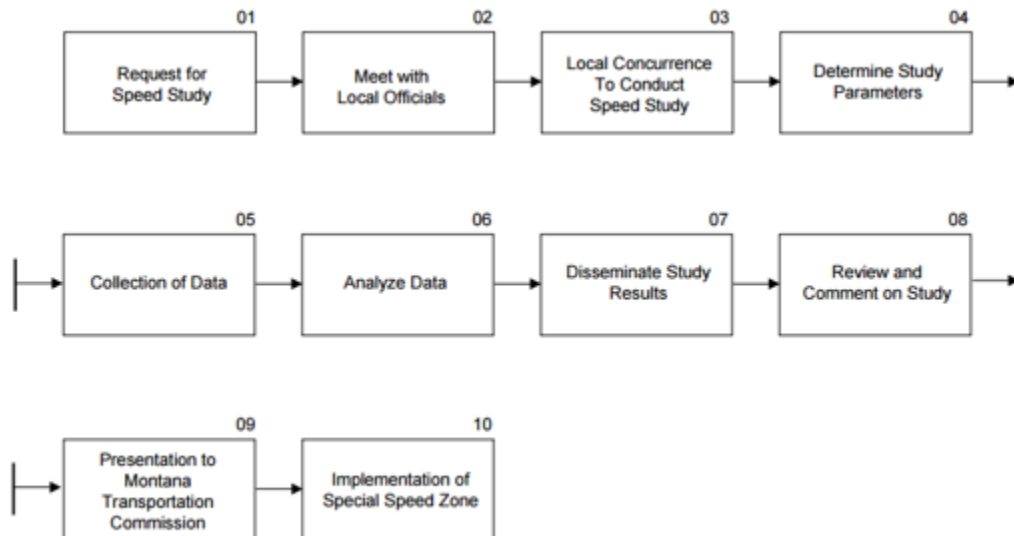 01
Request for
Speed Study
02
Meet with
Local Officials
03
Local Concurrence
To Conduct
Speed Study
04
Determine Study
Parameters
05
Collection of Data
06
Analyze Data
07
Disseminate Study
Results
08
Review and
Comment on Study
09
Presentation to
Montana
Transportation
Commission
10
Implementation of
Special Speed Zone